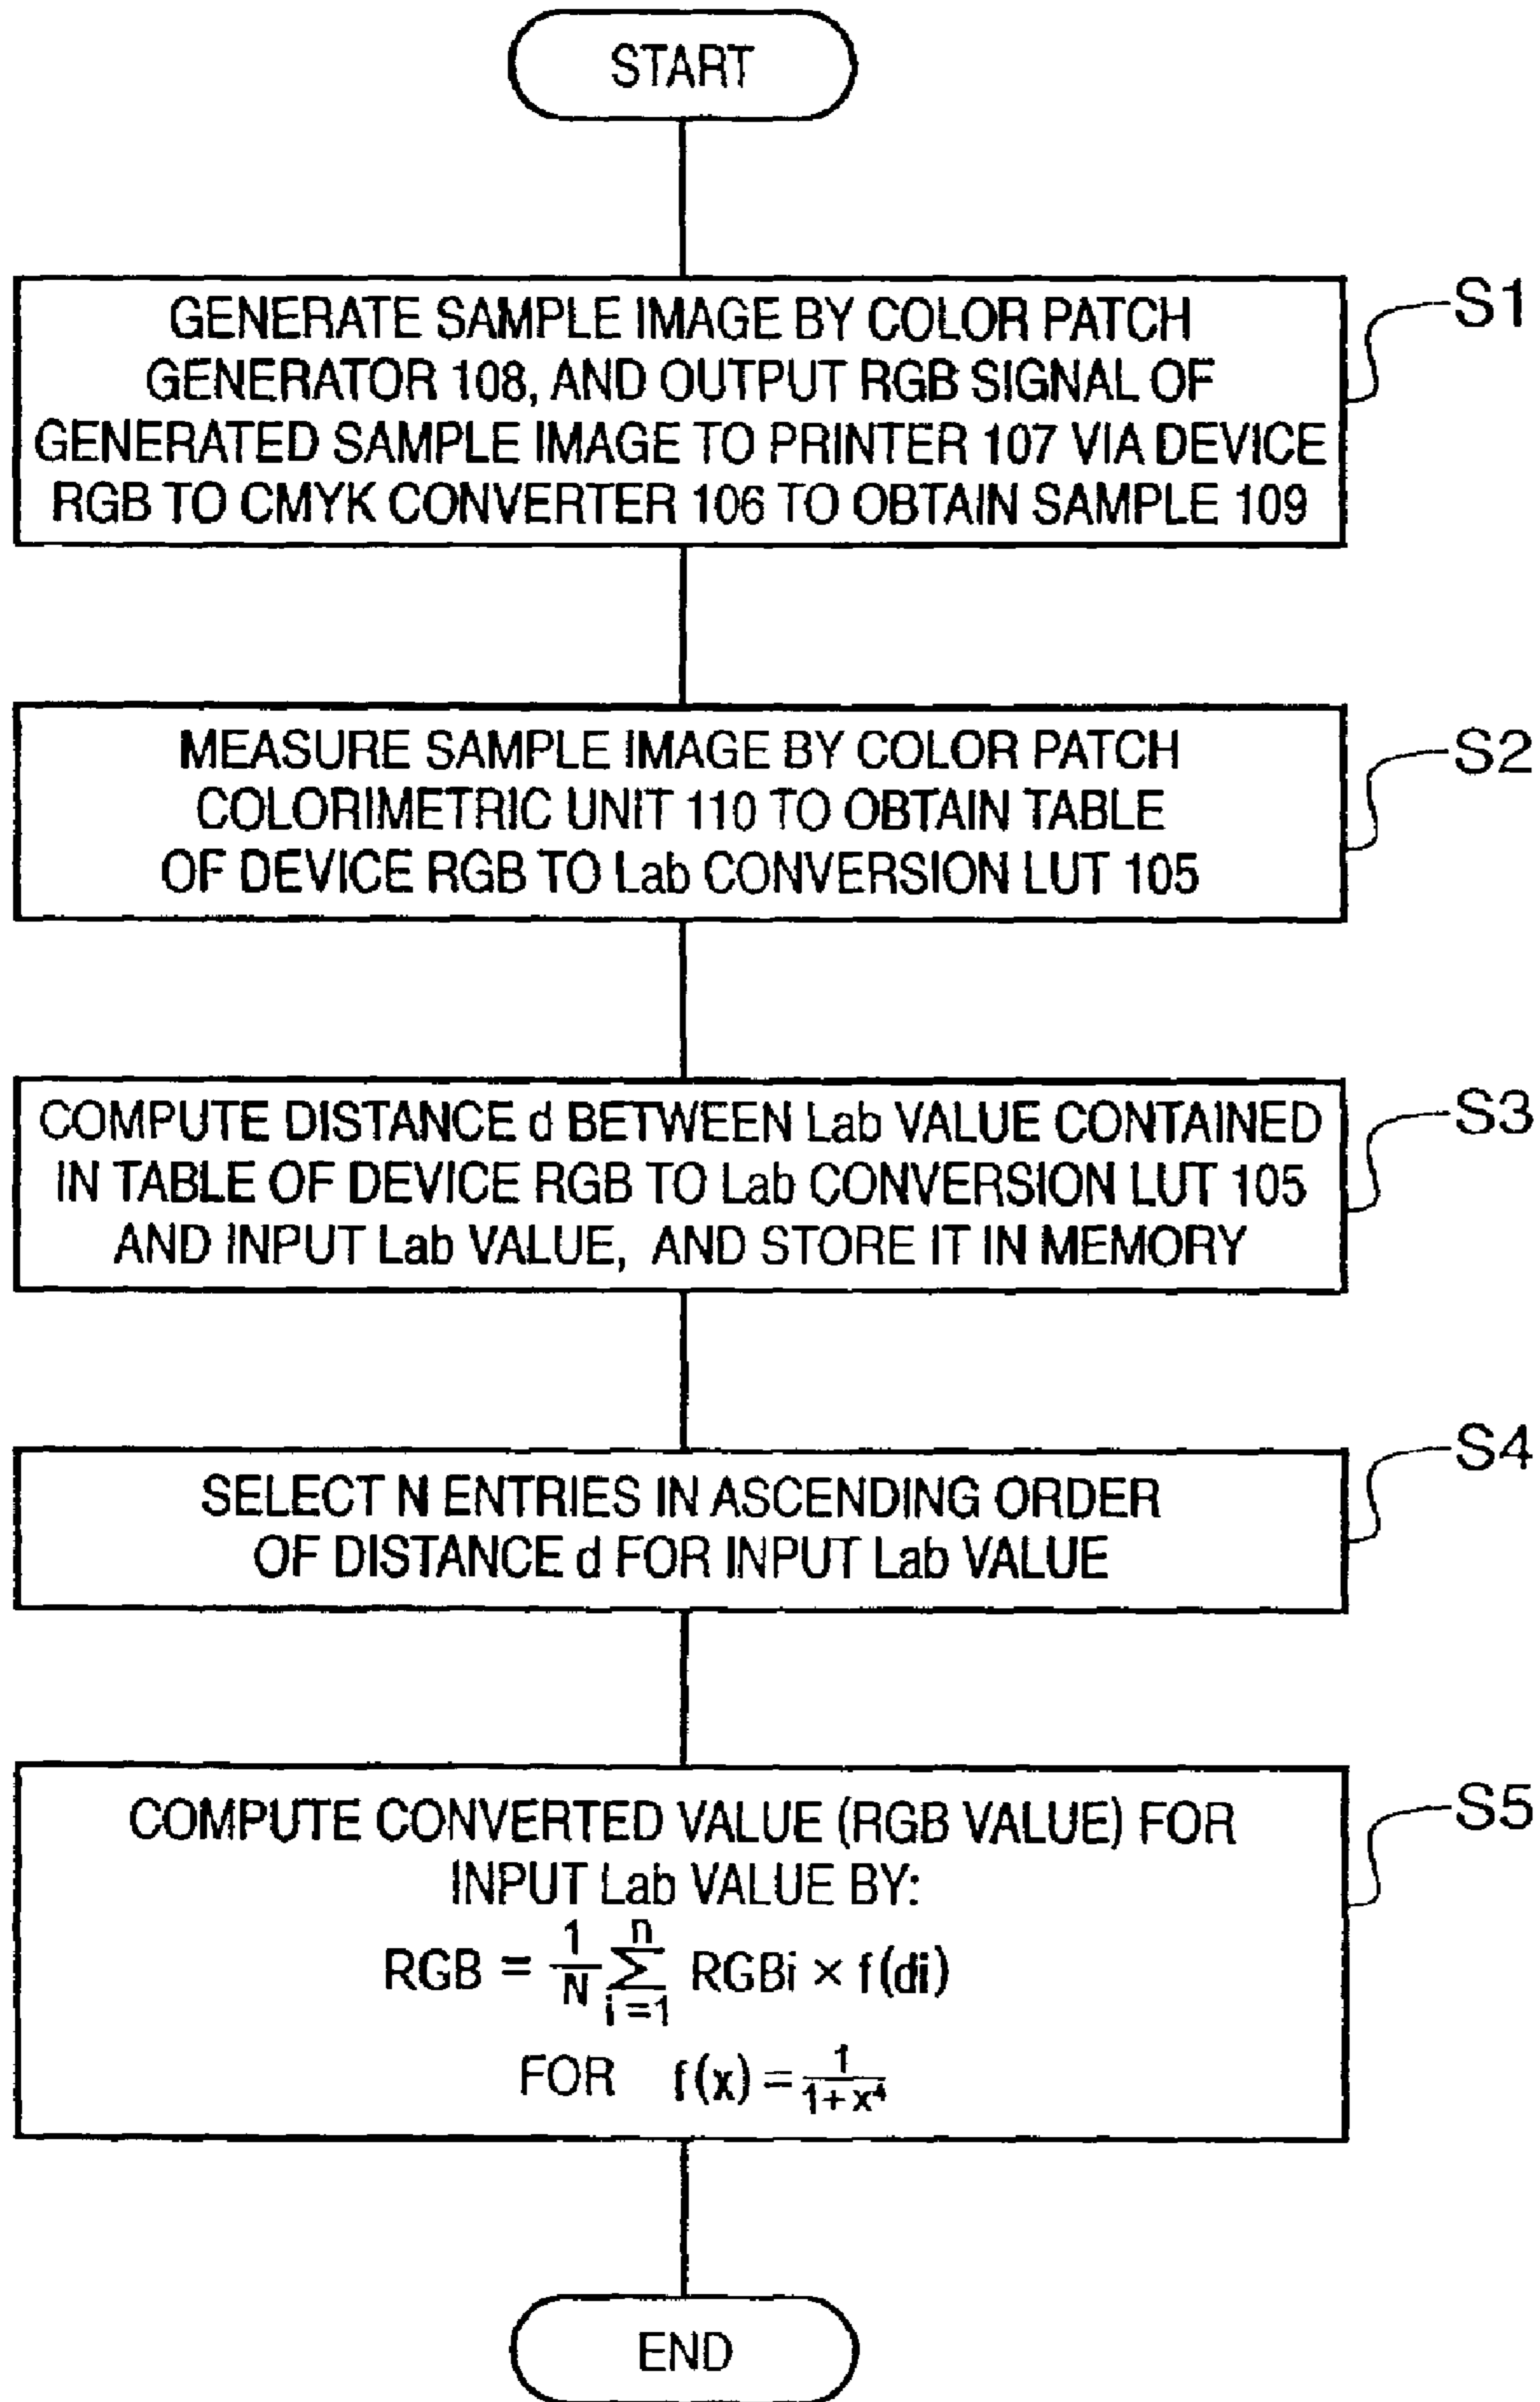 START
GENERATE SAMPLE IMAGE BY COLOR PATCH
GENERATOR 108, AND OUTPUT RGB SIGNAL OF
GENERATED SAMPLE IMAGE TO PRINTER 107 VIA DEVICE
RGB TO CMYK CONVERTER 106 TO OBTAIN SAMPLE 109
S1
MEASURE SAMPLE IMAGE BY COLOR PATCH
COLORIMETRIC UNIT 110 TO OBTAIN TABLE
OF DEVICE RGB TO Lab CONVERSION LUT 105
S2
COMPUTE DISTANCE d BETWEEN Lab VALUE CONTAINED
IN TABLE OF DEVICE RGB TO Lab CONVERSION LUT 105
AND INPUT Lab VALUE, AND STORE IT IN MEMORY
S3
SELECT N ENTRIES IN ASCENDING ORDER
OF DISTANCE d FOR INPUT Lab VALUE
S4
COMPUTE CONVERTED VALUE (RGB VALUE) FOR
INPUT Lab VALUE BY:
RGB = 1/N Σ i=1 n RGBi × f(di)
FOR f(x) = 1/1+x⁴
S5
END